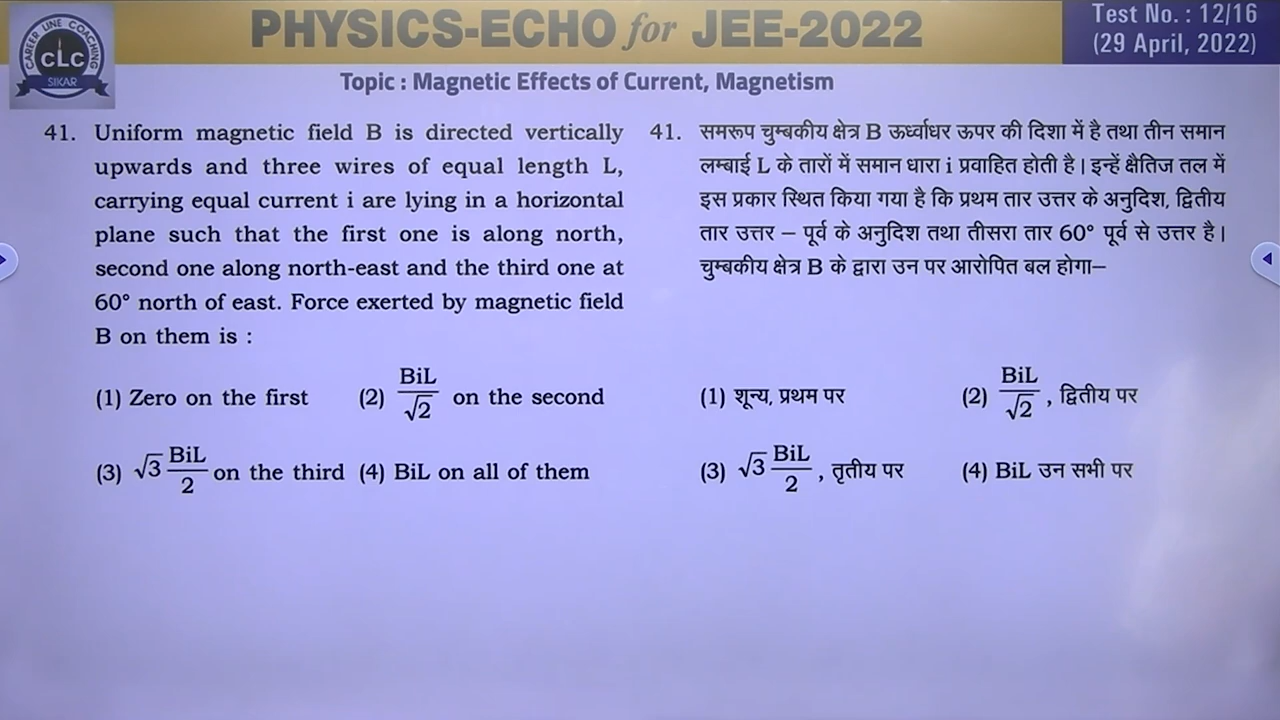 PHYSICS-ECHO for JEE-2022
Test No. : 12/16
(29 April, 2022)
CAREER LINE COACHING
CLC
SIKAR
Topic : Magnetic Effects of Current, Magnetism
41. Uniform magnetic field B is directed vertically
upwards and three wires of equal length L,
carrying equal current i are lying in a horizontal
plane such that the first one is along north,
second one along north-east and the third one at
60° north of east. Force exerted by magnetic field
B on them is :
(1) Zero on the first (2) BiL/√2 on the second
(3) √3 BiL/2 on the third (4) BiL on all of them
41. समरूप चुम्बकीय क्षेत्र B ऊर्ध्वाधर ऊपर की दिशा में है तथा तीन समान
लम्बाई L के तारों में समान धारा i प्रवाहित होती है। इन्हें क्षैतिज तल में
इस प्रकार स्थित किया गया है कि प्रथम तार उत्तर के अनुदिश, द्वितीय
तार उत्तर – पूर्व के अनुदिश तथा तीसरा तार 60° पूर्व से उत्तर है।
चुम्बकीय क्षेत्र B के द्वारा उन पर आरोपित बल होगा–
(1) शून्य, प्रथम पर (2) BiL/√2 , द्वितीय पर
(3) √3 BiL/2 , तृतीय पर (4) BiL उन सभी पर